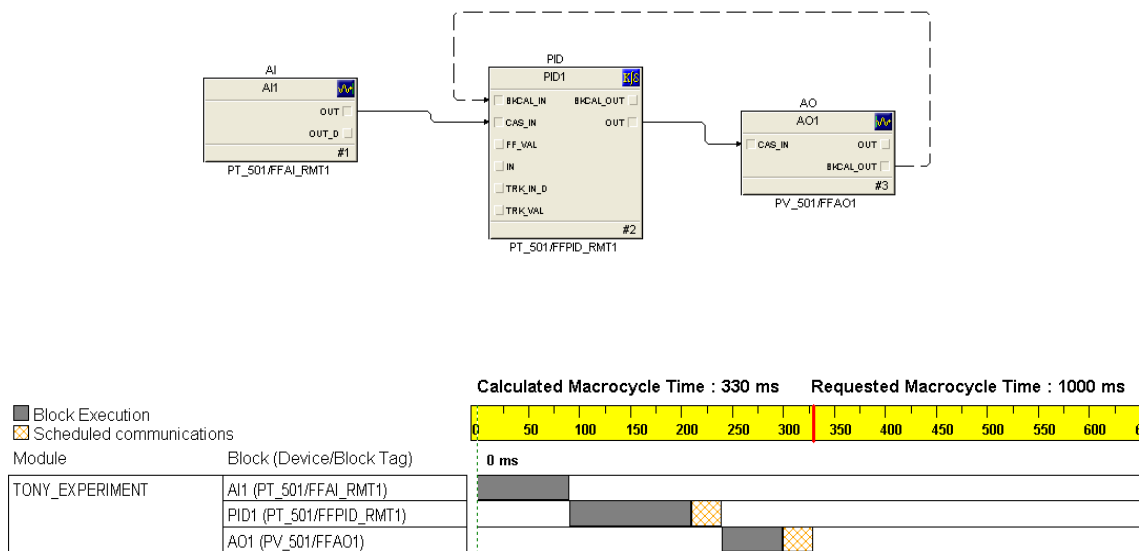 PID
AI
PID1
K∫δ
AI1
BKCAL_IN BKCAL_OUT
AO
OUT
CAS_IN OUT
AO1
OUT_D
FF_VAL
CAS_IN OUT
#1
IN
BKCAL_OUT
PT_501/FFAI_RMT1
TRK_IN_D
#3
TRK_VAL
PV_501/FFAO1
#2
PT_501/FFPID_RMT1
Calculated Macrocycle Time : 330 ms Requested Macrocycle Time : 1000 ms
Block Execution
Scheduled communications
0 50 100 150 200 250 300 350 400 450 500 550 600
Module Block (Device/Block Tag) 0 ms
TONY_EXPERIMENT AI1 (PT_501/FFAI_RMT1)
PID1 (PT_501/FFPID_RMT1)
AO1 (PV_501/FFAO1)